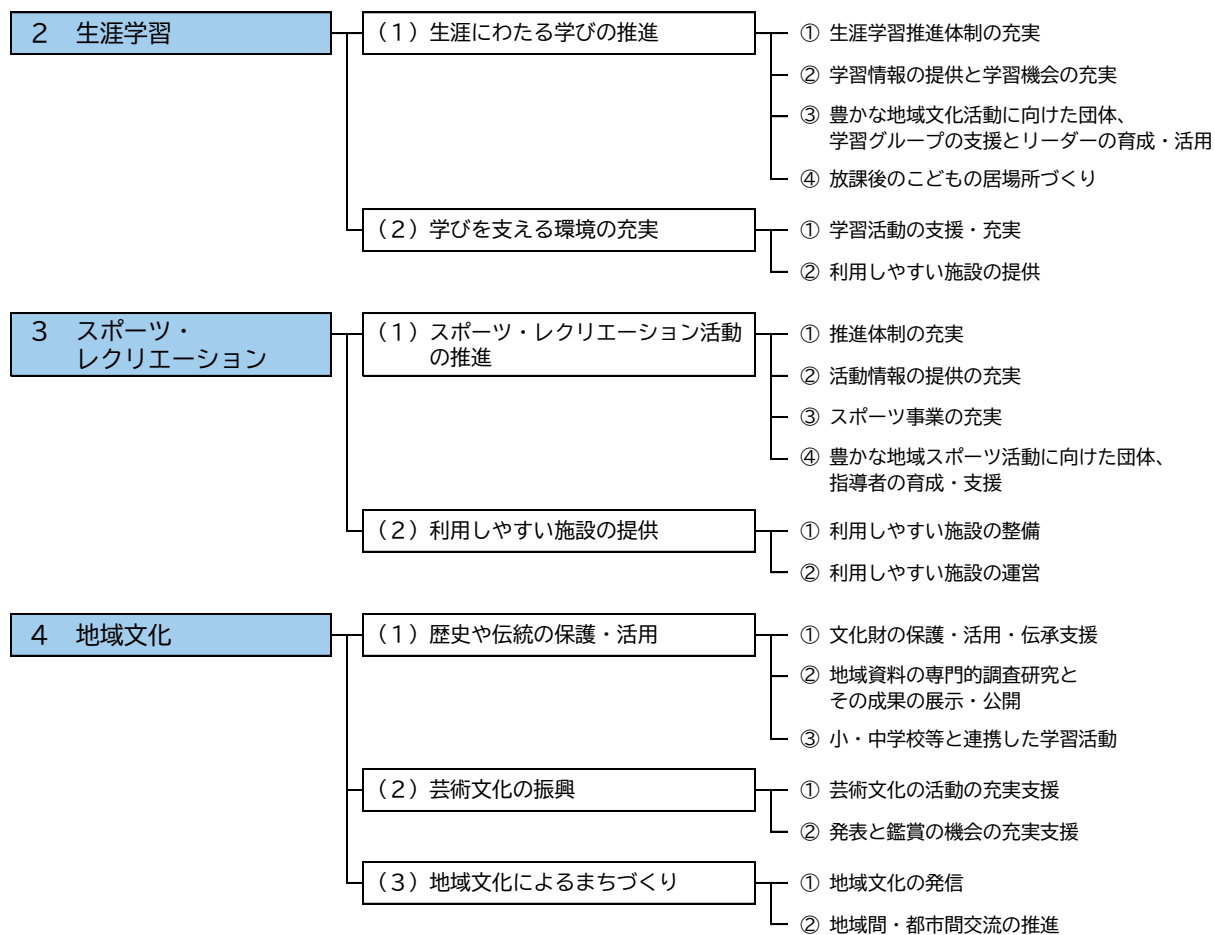 2 生涯学習
(1)生涯にわたる学びの推進
① 生涯学習推進体制の充実
② 学習情報の提供と学習機会の充実
③ 豊かな地域文化活動に向けた団体、
学習グループの支援とリーダーの育成・活用
④ 放課後のこどもの居場所づくり
(2)学びを支える環境の充実
① 学習活動の支援・充実
② 利用しやすい施設の提供
3 スポーツ・
レクリエーション
(1)スポーツ・レクリエーション活動
の推進
① 推進体制の充実
② 活動情報の提供の充実
③ スポーツ事業の充実
④ 豊かな地域スポーツ活動に向けた団体、
指導者の育成・支援
(2)利用しやすい施設の提供
① 利用しやすい施設の整備
② 利用しやすい施設の運営
4 地域文化
(1)歴史や伝統の保護・活用
① 文化財の保護・活用・伝承支援
② 地域資料の専門的調査研究と
その成果の展示・公開
③ 小・中学校等と連携した学習活動
(2)芸術文化の振興
① 芸術文化の活動の充実支援
② 発表と鑑賞の機会の充実支援
(3)地域文化によるまちづくり
① 地域文化の発信
② 地域間・都市間交流の推進